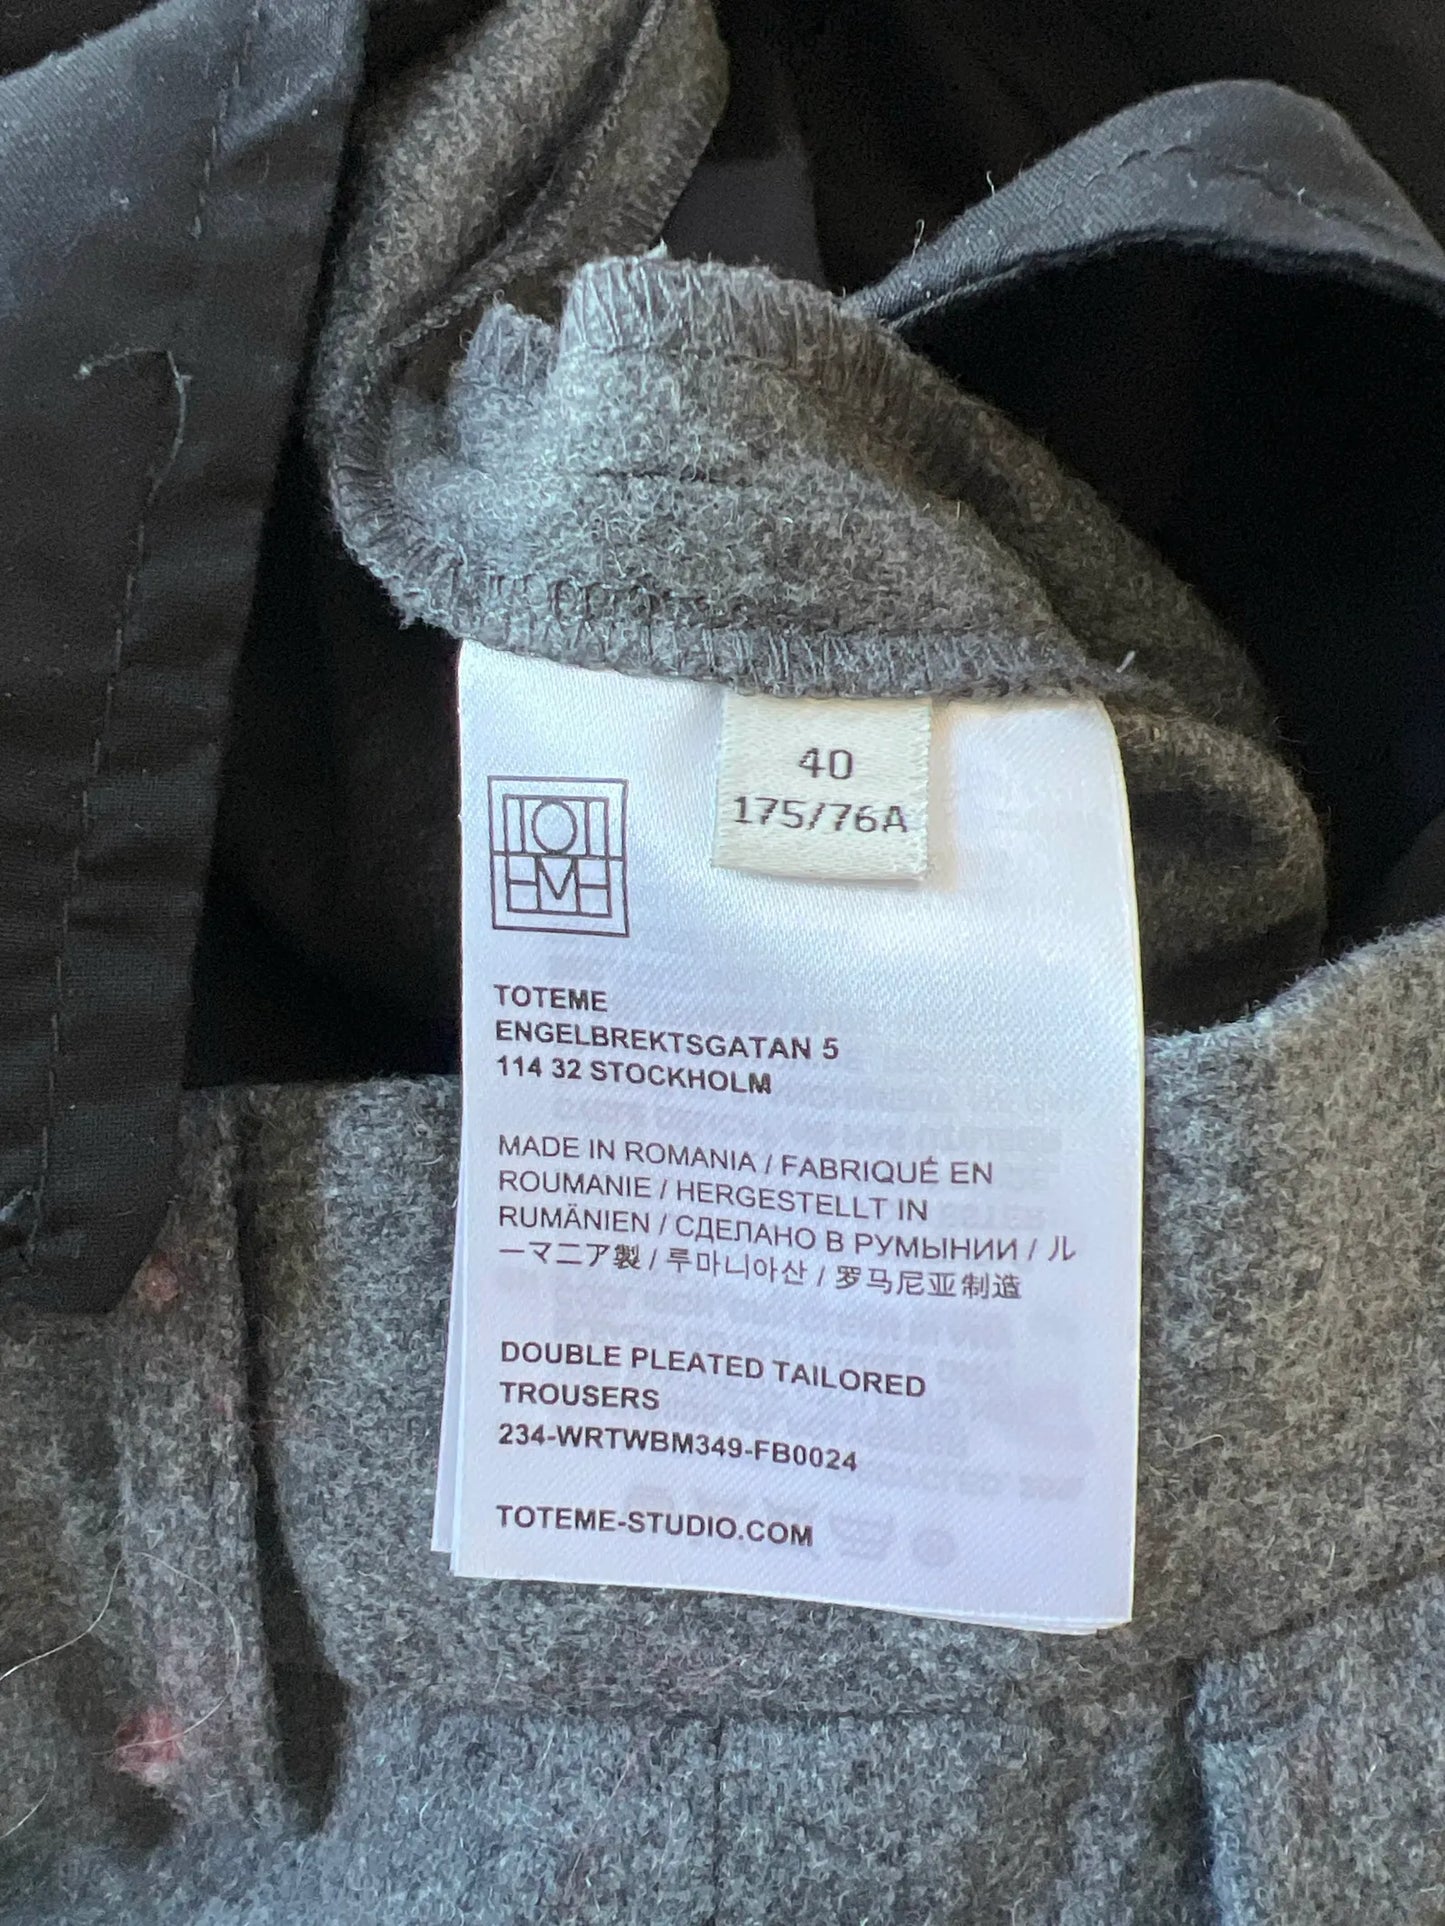 40
175/76A
TOTEME
TOTEME
ENGELBREKTSGATAN 5
114 32 STOCKHOLM
MADE IN ROMANIA / FABRIQUÉ EN
ROUMANIE / HERGESTELLT IN
RUMÄNIEN / СДЕЛАНО В РУМЫНИИ / ル
ーマニア製 / 루마니아산 / 罗马尼亚制造
DOUBLE PLEATED TAILORED
TROUSERS
234-WRTWBM349-FB0024
TOTEME-STUDIO.COM